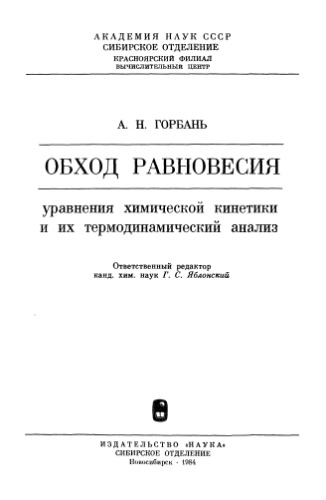 АКАДЕМИЯ НАУК СССР
СИБИРСКОЕ ОТДЕЛЕНИЕ
КРАСНОЯРСКИЙ ФИЛИАЛ
ВЫЧИСЛИТЕЛЬНЫЙ ЦЕНТР
А. Н. ГОРБАНЬ
ОБХОД РАВНОВЕСИЯ
уравнения химической кинетики
и их термодинамический анализ
Ответственный редактор
канд. хим. наук Г. С. Яблонский
ИЗДАТЕЛЬСТВО «НАУКА»
СИБИРСКОЕ ОТДЕЛЕНИЕ
Новосибирск · 1984